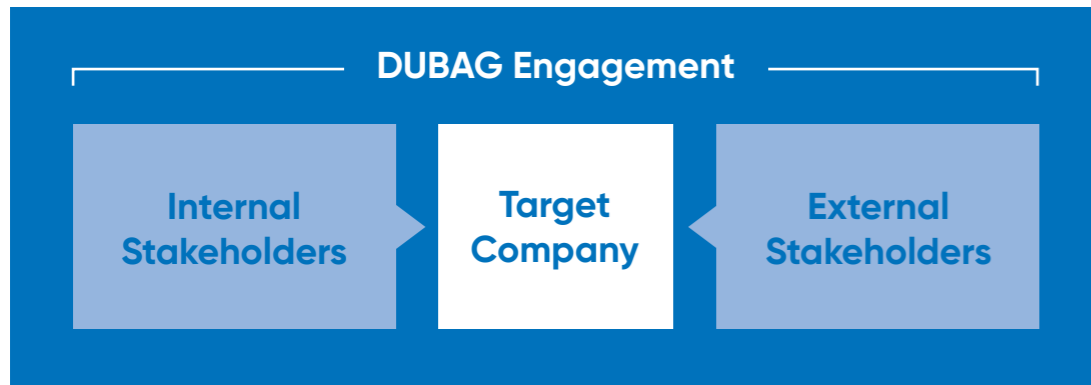 DUBAG Engagement
Internal
Stakeholders
Target
Company
External
Stakeholders